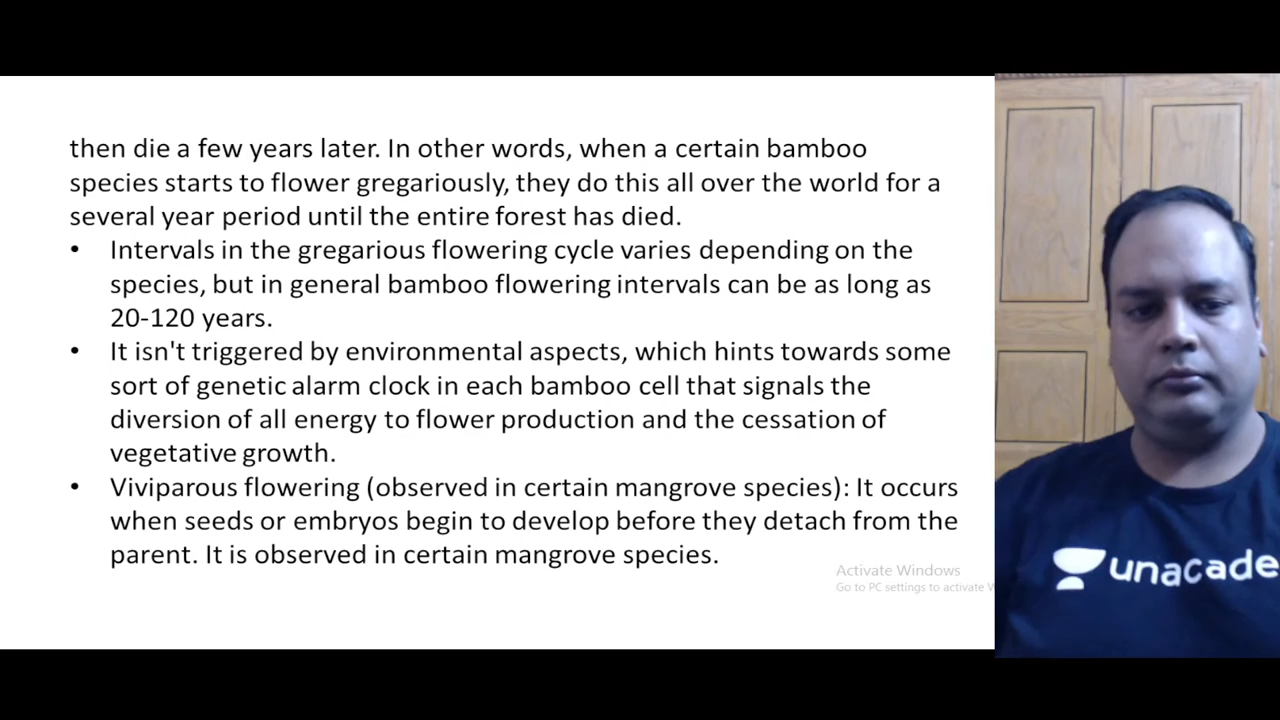 then die a few years later. In other words, when a certain bamboo
species starts to flower gregariously, they do this all over the world for a
several year period until the entire forest has died.
• Intervals in the gregarious flowering cycle varies depending on the
species, but in general bamboo flowering intervals can be as long as
20-120 years.
• It isn't triggered by environmental aspects, which hints towards some
sort of genetic alarm clock in each bamboo cell that signals the
diversion of all energy to flower production and the cessation of
vegetative growth.
• Viviparous flowering (observed in certain mangrove species): It occurs
when seeds or embryos begin to develop before they detach from the
parent. It is observed in certain mangrove species.
Activate Windows
Go to PC settings to activate W
unacade